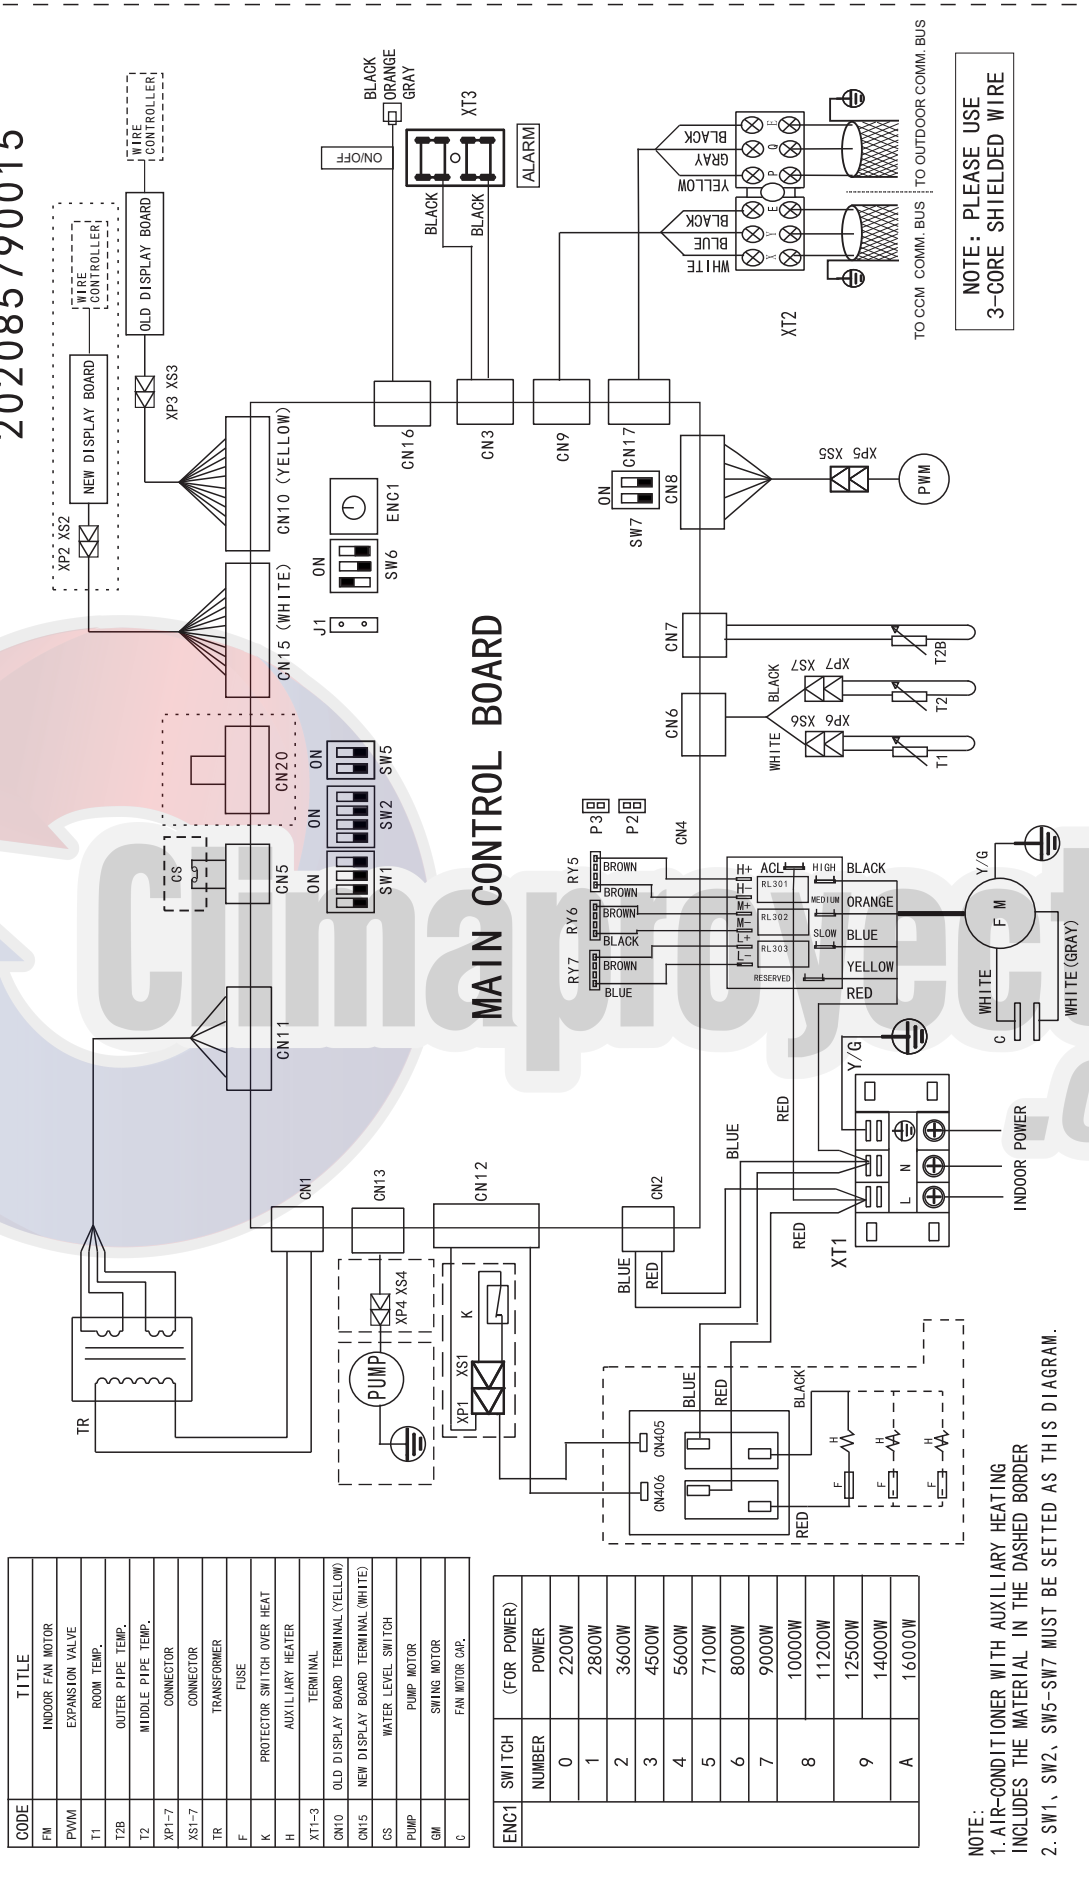 202085790015
WIRE
CONTROLLER
OLD DISPLAY BOARD
XP3 XS3
WIRE
CONTROLLER
NEW DISPLAY BOARD
XP2 XS2
CN10 (YELLOW)
CN15 (WHITE)
CN20
CS
CN5
CN11
TR
CN1
CN13
CN12
CN2
PUMP
XP4 XS4
XP1 XS1
K
ON
SW1
ON
SW2
ON
SW5
J1
ON
SW6
ENC1
MAIN CONTROL BOARD
CN16
CN3
CN9
CN17
ON
SW7
CN8
CN7
CN6
CN4
BLACK
ORANGE
GRAY
ON/OFF
XT3
BLACK
BLACK
ALARM
BLACK
GRAY
YELLOW
BLACK
BLUE
WHITE
E
Q
P
E
Y
X
XT2
TO OUTDOOR COMM. BUS
TO CCM COMM. BUS
NOTE: PLEASE USE
3-CORE SHIELDED WIRE
XS5 XP5
PWM
T2B
BLACK
XS7 XP7
T2
WHITE
XS6 XP6
T1
P3
P2
RY5
RY6
RY7
BROWN
BROWN
BROWN
BLACK
BROWN
BLUE
H+
H-
M+
M-
L+
L-
ACL
RL301
RL302
RL303
RESERVED
HIGH
MEDIUM
SLOW
BLACK
ORANGE
BLUE
YELLOW
RED
Y/G
F M
WHITE
WHITE(GRAY)
C
Y/G
RED
BLUE
RED
XT1
L
N
INDOOR POWER
BLUE
RED
BLUE
RED
CN405
CN406
BLACK
RED
H
H
H
F
F
F
CODE TITLE
FM INDOOR FAN MOTOR
PWM EXPANSION VALVE
T1 ROOM TEMP.
T2B OUTER PIPE TEMP.
T2 MIDDLE PIPE TEMP.
XP1-7 CONNECTOR
XS1-7 CONNECTOR
TR TRANSFORMER
F FUSE
K PROTECTOR SWITCH OVER HEAT
H AUXILIARY HEATER
XT1-3 TERMINAL
CN10 OLD DISPLAY BOARD TERMINAL(YELLOW)
CN15 NEW DISPLAY BOARD TERMINAL(WHITE)
CS WATER LEVEL SWITCH
PUMP PUMP MOTOR
GM SWING MOTOR
C FAN MOTOR CAP.
ENC1 SWITCH (FOR POWER)
NUMBER POWER
0 2200W
1 2800W
2 3600W
3 4500W
4 5600W
5 7100W
6 8000W
7 9000W
8 10000W
11200W
9 12500W
14000W
A 16000W
NOTE:
1. AIR-CONDITIONER WITH AUXILIARY HEATING
INCLUDES THE MATERIAL IN THE DASHED BORDER
2. SW1、SW2、SW5-SW7 MUST BE SETTED AS THIS DIAGRAM.